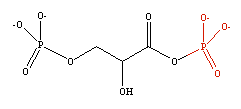 O- O O-
-O P P O-
O O O
O OH